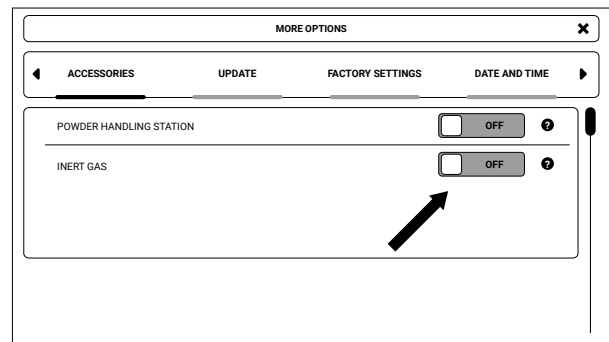 MORE OPTIONS
ACCESSORIES UPDATE FACTORY SETTINGS DATE AND TIME
POWDER HANDLING STATION OFF ?
INERT GAS OFF ?